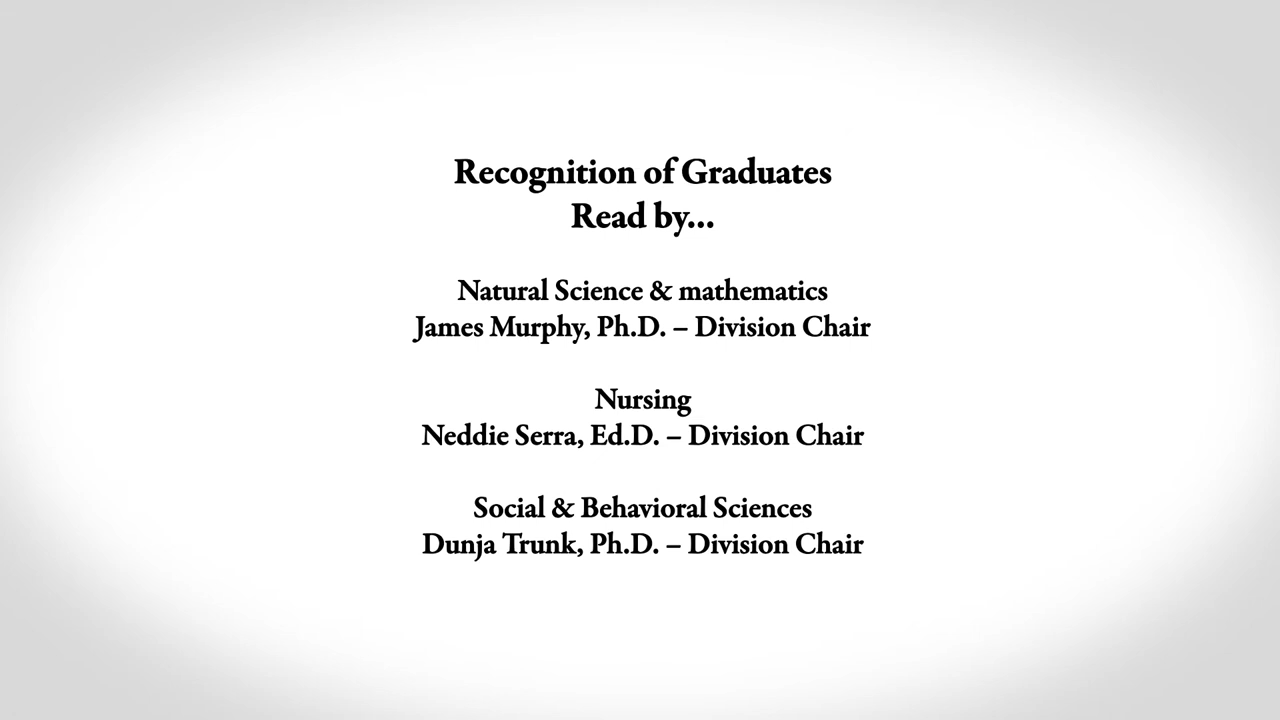 Recognition of Graduates
Read by...
Natural Science & mathematics
James Murphy, Ph.D. – Division Chair
Nursing
Neddie Serra, Ed.D. – Division Chair
Social & Behavioral Sciences
Dunja Trunk, Ph.D. – Division Chair